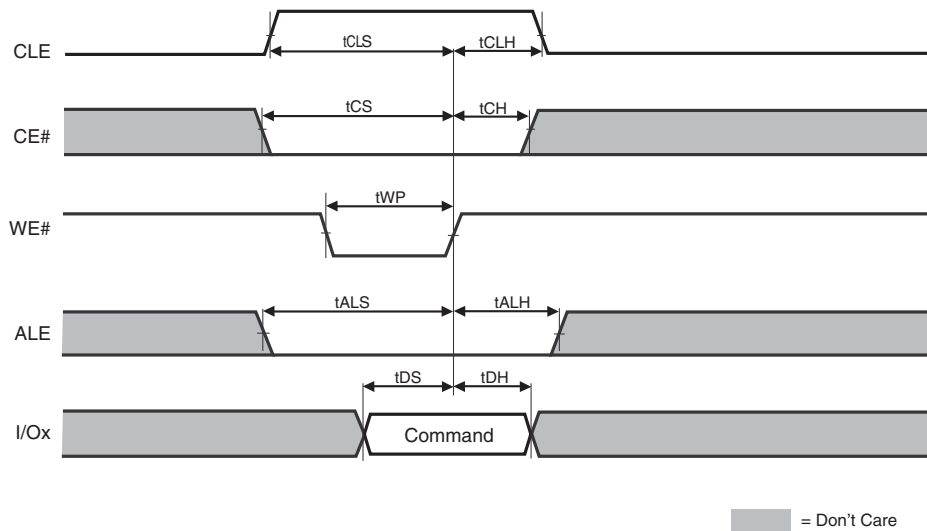 CLE
tCLS
tCLH
CE#
tCS
tCH
WE#
tWP
ALE
tALS
tALH
I/Ox
tDS
tDH
Command
= Don't Care